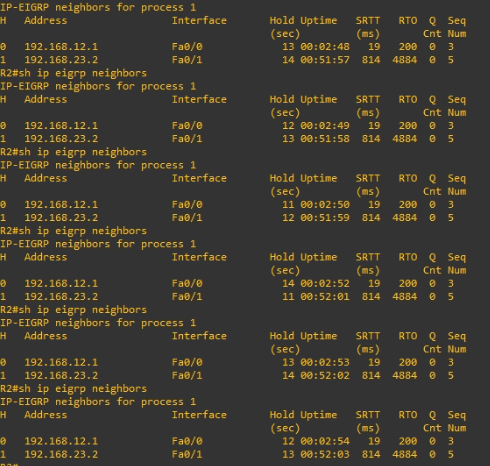 IP-EIGRP neighbors for process 1
H   Address                 Interface       Hold Uptime   SRTT   RTO  Q  Seq
                                            (sec)         (ms)       Cnt Num
0   192.168.12.1            Fa0/0             13 00:02:48   19   200  0  3
1   192.168.23.2            Fa0/1             14 00:51:57  814  4884  0  5
R2#sh ip eigrp neighbors
IP-EIGRP neighbors for process 1
H   Address                 Interface       Hold Uptime   SRTT   RTO  Q  Seq
                                            (sec)         (ms)       Cnt Num
0   192.168.12.1            Fa0/0             12 00:02:49   19   200  0  3
1   192.168.23.2            Fa0/1             13 00:51:58  814  4884  0  5
R2#sh ip eigrp neighbors
IP-EIGRP neighbors for process 1
H   Address                 Interface       Hold Uptime   SRTT   RTO  Q  Seq
                                            (sec)         (ms)       Cnt Num
0   192.168.12.1            Fa0/0             11 00:02:50   19   200  0  3
1   192.168.23.2            Fa0/1             12 00:51:59  814  4884  0  5
R2#sh ip eigrp neighbors
IP-EIGRP neighbors for process 1
H   Address                 Interface       Hold Uptime   SRTT   RTO  Q  Seq
                                            (sec)         (ms)       Cnt Num
0   192.168.12.1            Fa0/0             14 00:02:52   19   200  0  3
1   192.168.23.2            Fa0/1             11 00:52:01  814  4884  0  5
R2#sh ip eigrp neighbors
IP-EIGRP neighbors for process 1
H   Address                 Interface       Hold Uptime   SRTT   RTO  Q  Seq
                                            (sec)         (ms)       Cnt Num
0   192.168.12.1            Fa0/0             13 00:02:53   19   200  0  3
1   192.168.23.2            Fa0/1             14 00:52:02  814  4884  0  5
R2#sh ip eigrp neighbors
IP-EIGRP neighbors for process 1
H   Address                 Interface       Hold Uptime   SRTT   RTO  Q  Seq
                                            (sec)         (ms)       Cnt Num
0   192.168.12.1            Fa0/0             12 00:02:54   19   200  0  3
1   192.168.23.2            Fa0/1             13 00:52:03  814  4884  0  5
R2#